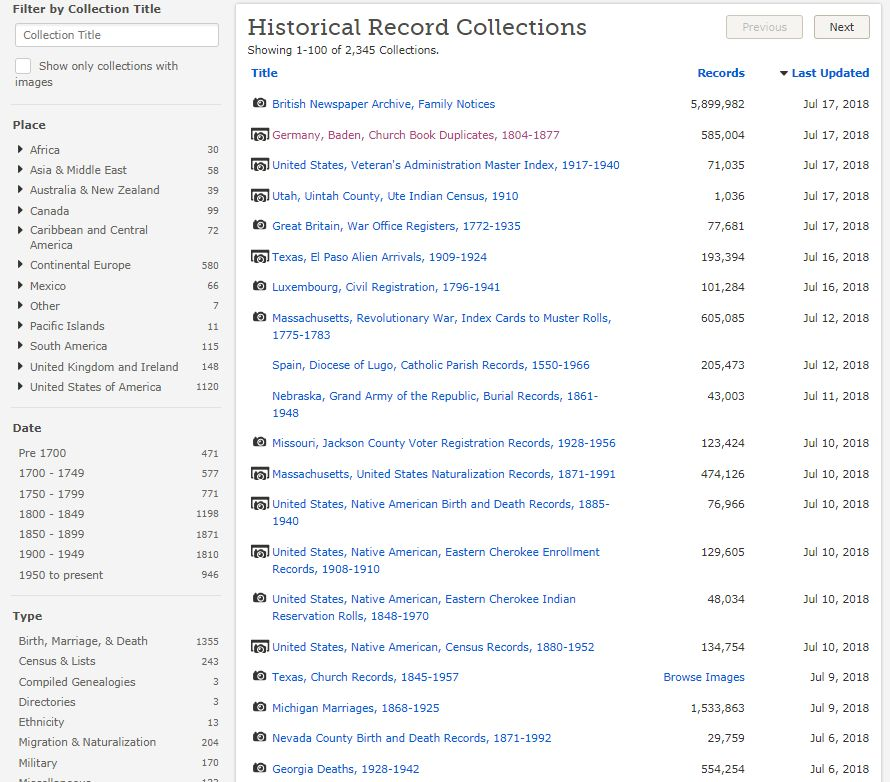 Filter by Collection Title
Collection Title
Show only collections with
images
Place
Africa 30
Asia & Middle East 58
Australia & New Zealand 39
Canada 99
Caribbean and Central 72
America
Continental Europe 580
Mexico 66
Other 7
Pacific Islands 11
South America 115
United Kingdom and Ireland 148
United States of America 1120
Date
Pre 1700 471
1700 - 1749 577
1750 - 1799 771
1800 - 1849 1198
1850 - 1899 1871
1900 - 1949 1810
1950 to present 946
Type
Birth, Marriage, & Death 1355
Census & Lists 243
Compiled Genealogies 3
Directories 3
Ethnicity 13
Migration & Naturalization 204
Military 170
Historical Record Collections
Previous Next
Showing 1-100 of 2,345 Collections.
Title Records Last Updated
British Newspaper Archive, Family Notices 5,899,982 Jul 17, 2018
Germany, Baden, Church Book Duplicates, 1804-1877 585,004 Jul 17, 2018
United States, Veteran's Administration Master Index, 1917-1940 71,035 Jul 17, 2018
Utah, Uintah County, Ute Indian Census, 1910 1,036 Jul 17, 2018
Great Britain, War Office Registers, 1772-1935 77,681 Jul 17, 2018
Texas, El Paso Alien Arrivals, 1909-1924 193,394 Jul 16, 2018
Luxembourg, Civil Registration, 1796-1941 101,284 Jul 16, 2018
Massachusetts, Revolutionary War, Index Cards to Muster Rolls, 605,085 Jul 12, 2018
1775-1783
Spain, Diocese of Lugo, Catholic Parish Records, 1550-1966 205,473 Jul 12, 2018
Nebraska, Grand Army of the Republic, Burial Records, 1861- 43,003 Jul 11, 2018
1948
Missouri, Jackson County Voter Registration Records, 1928-1956 123,424 Jul 10, 2018
Massachusetts, United States Naturalization Records, 1871-1991 474,126 Jul 10, 2018
United States, Native American Birth and Death Records, 1885- 76,966 Jul 10, 2018
1940
United States, Native American, Eastern Cherokee Enrollment 129,605 Jul 10, 2018
Records, 1908-1910
United States, Native American, Eastern Cherokee Indian 48,034 Jul 10, 2018
Reservation Rolls, 1848-1970
United States, Native American, Census Records, 1880-1952 134,754 Jul 10, 2018
Texas, Church Records, 1845-1957 Browse Images Jul 9, 2018
Michigan Marriages, 1868-1925 1,533,863 Jul 9, 2018
Nevada County Birth and Death Records, 1871-1992 29,759 Jul 6, 2018
Georgia Deaths, 1928-1942 554,254 Jul 6, 2018